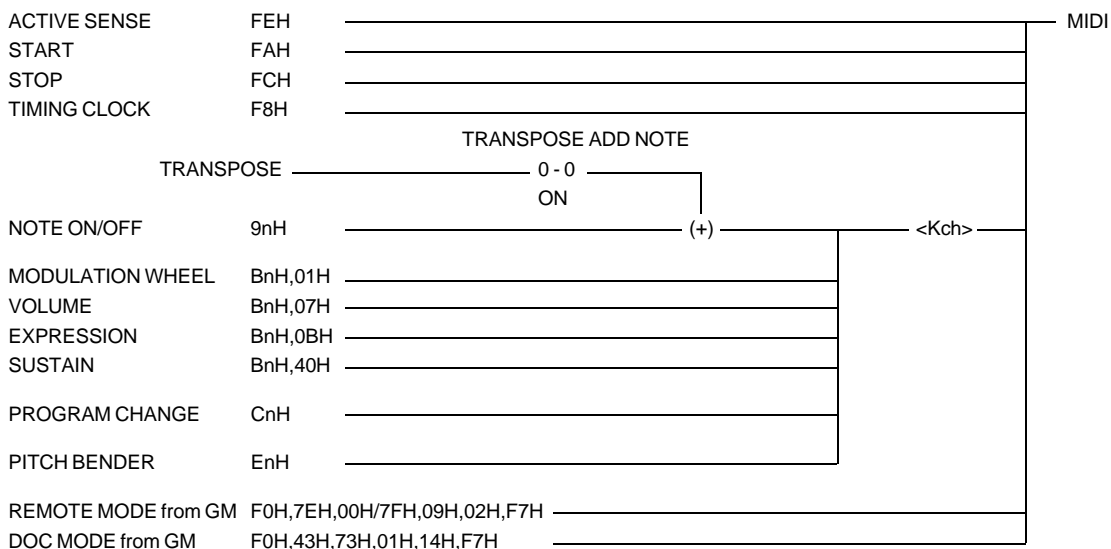 ACTIVE SENSE FEH MIDI
START FAH
STOP FCH
TIMING CLOCK F8H
TRANSPOSE ADD NOTE
TRANSPOSE 0 - 0
ON
NOTE ON/OFF 9nH (+) <Kch>
MODULATION WHEEL BnH,01H
VOLUME BnH,07H
EXPRESSION BnH,0BH
SUSTAIN BnH,40H
PROGRAM CHANGE CnH
PITCH BENDER EnH
REMOTE MODE from GM F0H,7EH,00H/7FH,09H,02H,F7H
DOC MODE from GM F0H,43H,73H,01H,14H,F7H